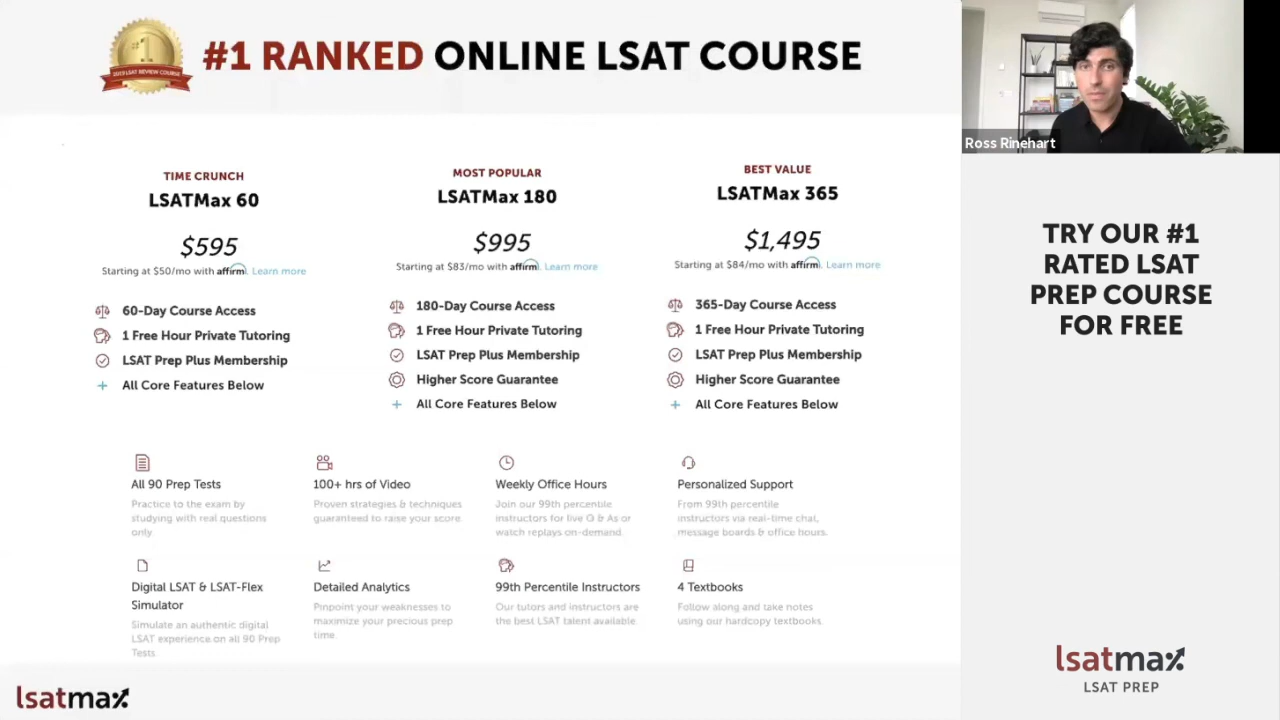 #1
2019 LSAT REVIEW COURSE
#1 RANKED ONLINE LSAT COURSE
TIME CRUNCH
LSATMax 60
$595
Starting at $50/mo with affirm. Learn more
60-Day Course Access
1 Free Hour Private Tutoring
LSAT Prep Plus Membership
+ All Core Features Below
MOST POPULAR
LSATMax 180
$995
Starting at $83/mo with affirm. Learn more
180-Day Course Access
1 Free Hour Private Tutoring
LSAT Prep Plus Membership
Higher Score Guarantee
+ All Core Features Below
BEST VALUE
LSATMax 365
$1,495
Starting at $84/mo with affirm. Learn more
365-Day Course Access
1 Free Hour Private Tutoring
LSAT Prep Plus Membership
Higher Score Guarantee
+ All Core Features Below
All 90 Prep Tests
Practice to the exam by
studying with real questions
only.
100+ hrs of Video
Proven strategies & techniques
guaranteed to raise your score.
Weekly Office Hours
Join our 99th percentile
instructors for live Q & As or
watch replays on-demand.
Personalized Support
From 99th percentile
instructors via real-time chat,
message boards & office hours.
Digital LSAT & LSAT-Flex
Simulator
Simulate an authentic digital
LSAT experience on all 90 Prep
Tests
Detailed Analytics
Pinpoint your weaknesses to
maximize your precious prep
time.
99th Percentile Instructors
Our tutors and instructors are
the best LSAT talent available.
4 Textbooks
Follow along and take notes
using our hardcopy textbooks.
lsatmax
Ross Rinehart
TRY OUR #1
RATED LSAT
PREP COURSE
FOR FREE
lsatmax
LSAT PREP